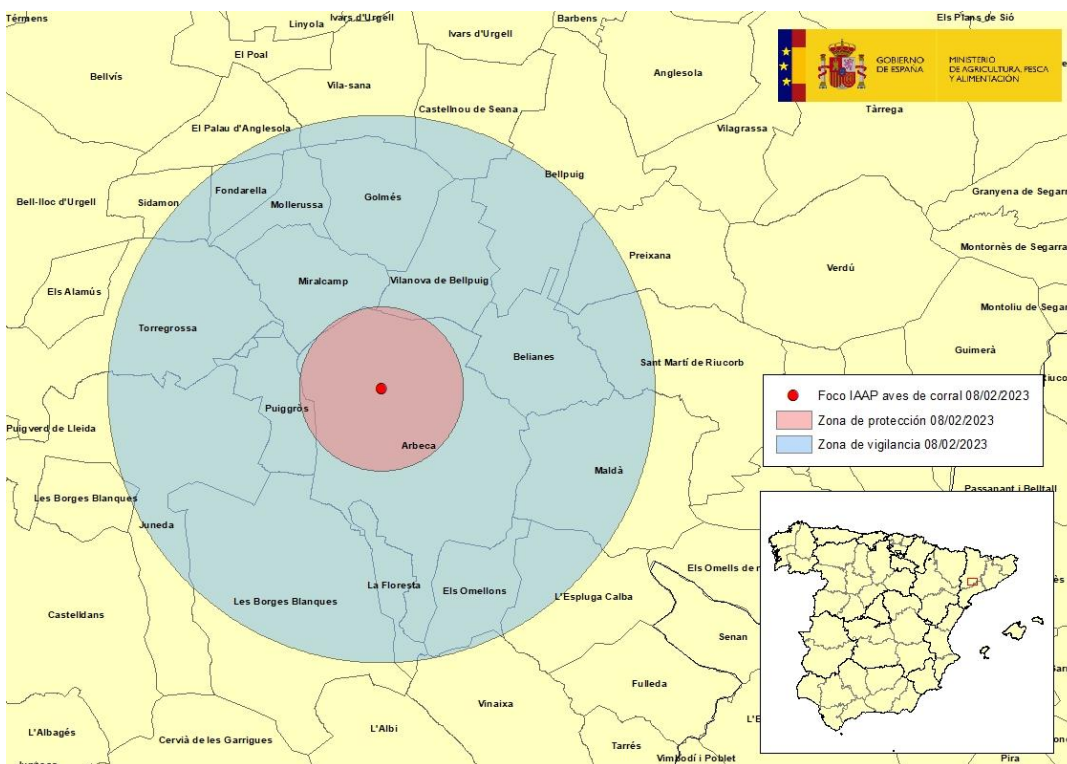 Térmens
Linyola
Ivars d'Urgell
Barbens
Els Plans de Sió
Ivars d'Urgell
El Poal
Bellvís
Vila-sana
Anglesola
GOBIERNO
DE ESPAÑA
MINISTERIO
DE AGRICULTURA, PESCA
Y ALIMENTACIÓN
Castellnou de Seana
Tàrrega
El Palau d'Anglesola
Vilagrassa
Bellpuig
Fondarella
Golmés
Granyena de Segarr
Bell-lloc d'Urgell
Sidamon
Mollerussa
Montornès de Segarra
Preixana
Verdú
Miralcamp
Vilanova de Bellpuig
Els Alamús
Montoliu de Segar
Torregrossa
Guimerà
Belianes
Sant Martí de Riucorb
Riucor
Foco IAAP aves de corral 08/02/2023
Puiggròs
Zona de protección 08/02/2023
Puigverd de Lleida
Arbeca
Zona de vigilancia 08/02/2023
Maldà
Les Borges Blanques
Passanant i Belltall
Juneda
Els Omells de n
La Floresta
Els Omellons
Les Borges Blanques
L'Espluga Calba
Castelldans
Senan
Fulleda
Vinaixa
L'Albagés
L'Albi
Cervià de les Garrigues
Tarrés
Vimbodí i Poblet
Pira